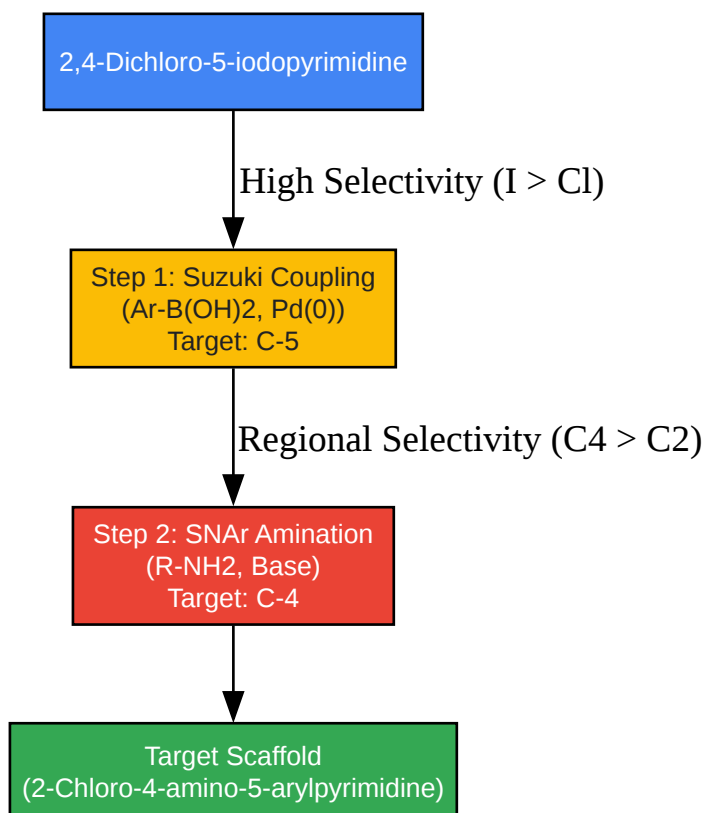 2,4-Dichloro-5-iodopyrimidine
High Selectivity (I > Cl)
Step 1: Suzuki Coupling
(Ar-B(OH)2, Pd(0))
Target: C-5
Regional Selectivity (C4 > C2)
Step 2: SNAr Amination
(R-NH2, Base)
Target: C-4
Target Scaffold
(2-Chloro-4-amino-5-arylpyrimidine)